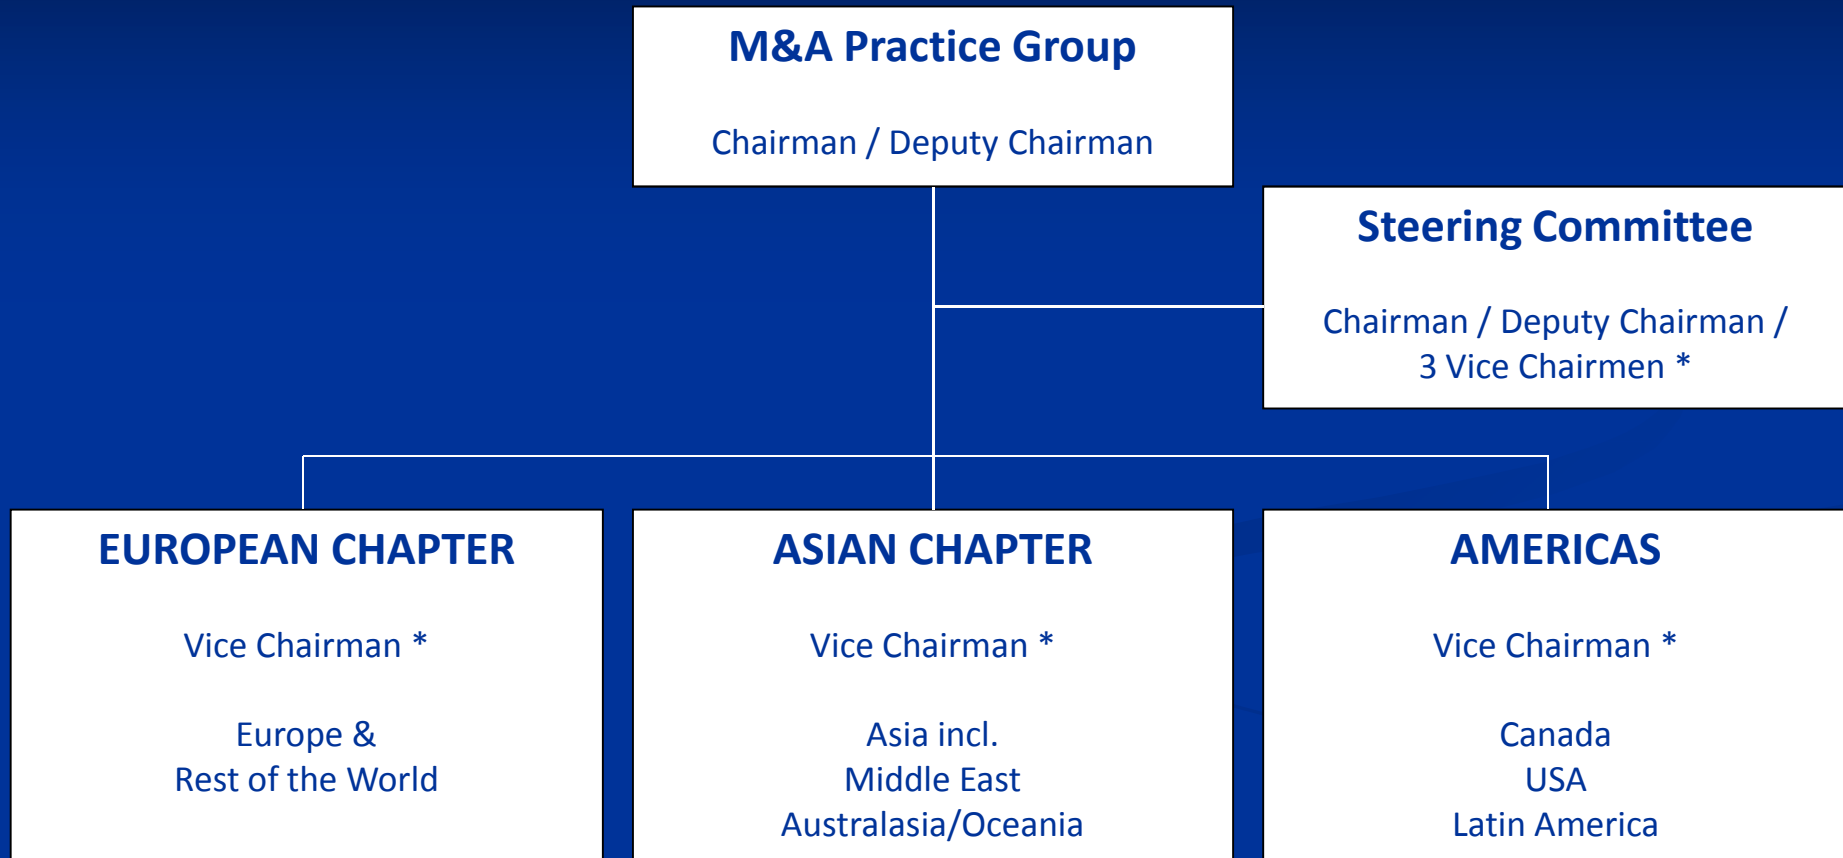 M&A Practice Group
Chairman / Deputy Chairman
Steering Committee
Chairman / Deputy Chairman /
3 Vice Chairmen *
EUROPEAN CHAPTER
Vice Chairman *
Europe &
Rest of the World
ASIAN CHAPTER
Vice Chairman *
Asia incl.
Middle East
Australasia/Oceania
AMERICAS
Vice Chairman *
Canada
USA
Latin America